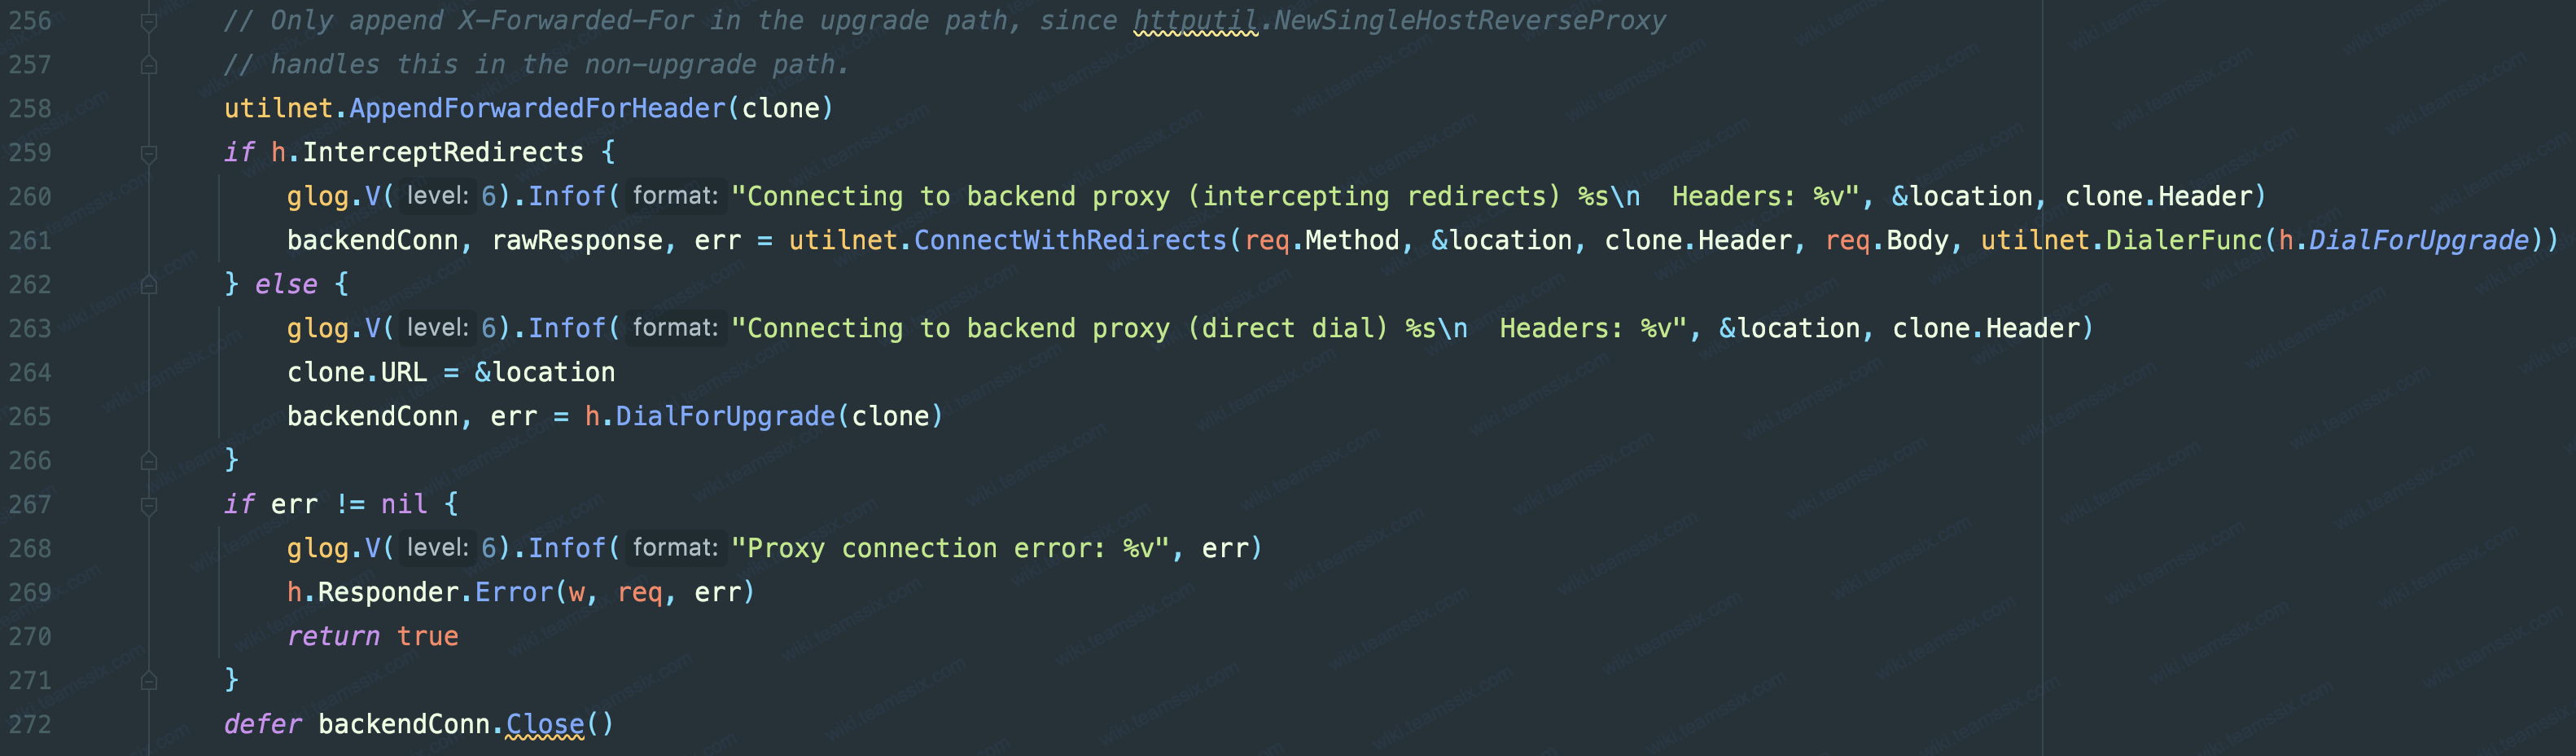 256 // Only append X-Forwarded-For in the upgrade path, since httputil.NewSingleHostReverseProxy
257 // handles this in the non-upgrade path.
258 utilnet.AppendForwardedForHeader(clone)
259 if h.InterceptRedirects {
260 glog.V( level: 6).Infof( format: "Connecting to backend proxy (intercepting redirects) %s\n  Headers: %v", &location, clone.Header)
261 backendConn, rawResponse, err = utilnet.ConnectWithRedirects(req.Method, &location, clone.Header, req.Body, utilnet.DialerFunc(h.DialForUpgrade))
262 } else {
263 glog.V( level: 6).Infof( format: "Connecting to backend proxy (direct dial) %s\n  Headers: %v", &location, clone.Header)
264 clone.URL = &location
265 backendConn, err = h.DialForUpgrade(clone)
266 }
267 if err != nil {
268 glog.V( level: 6).Infof( format: "Proxy connection error: %v", err)
269 h.Responder.Error(w, req, err)
270 return true
271 }
272 defer backendConn.Close()
wiki.teamssix.com